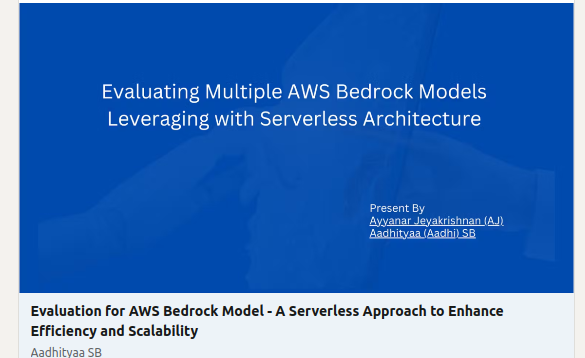 Evaluating Multiple AWS Bedrock Models
Leveraging with Serverless Architecture
Present By
Ayyanar Jeyakrishnan (AJ)
Aadhityaa (Aadhi) SB
Evaluation for AWS Bedrock Model - A Serverless Approach to Enhance
Efficiency and Scalability
Aadhityaa SB